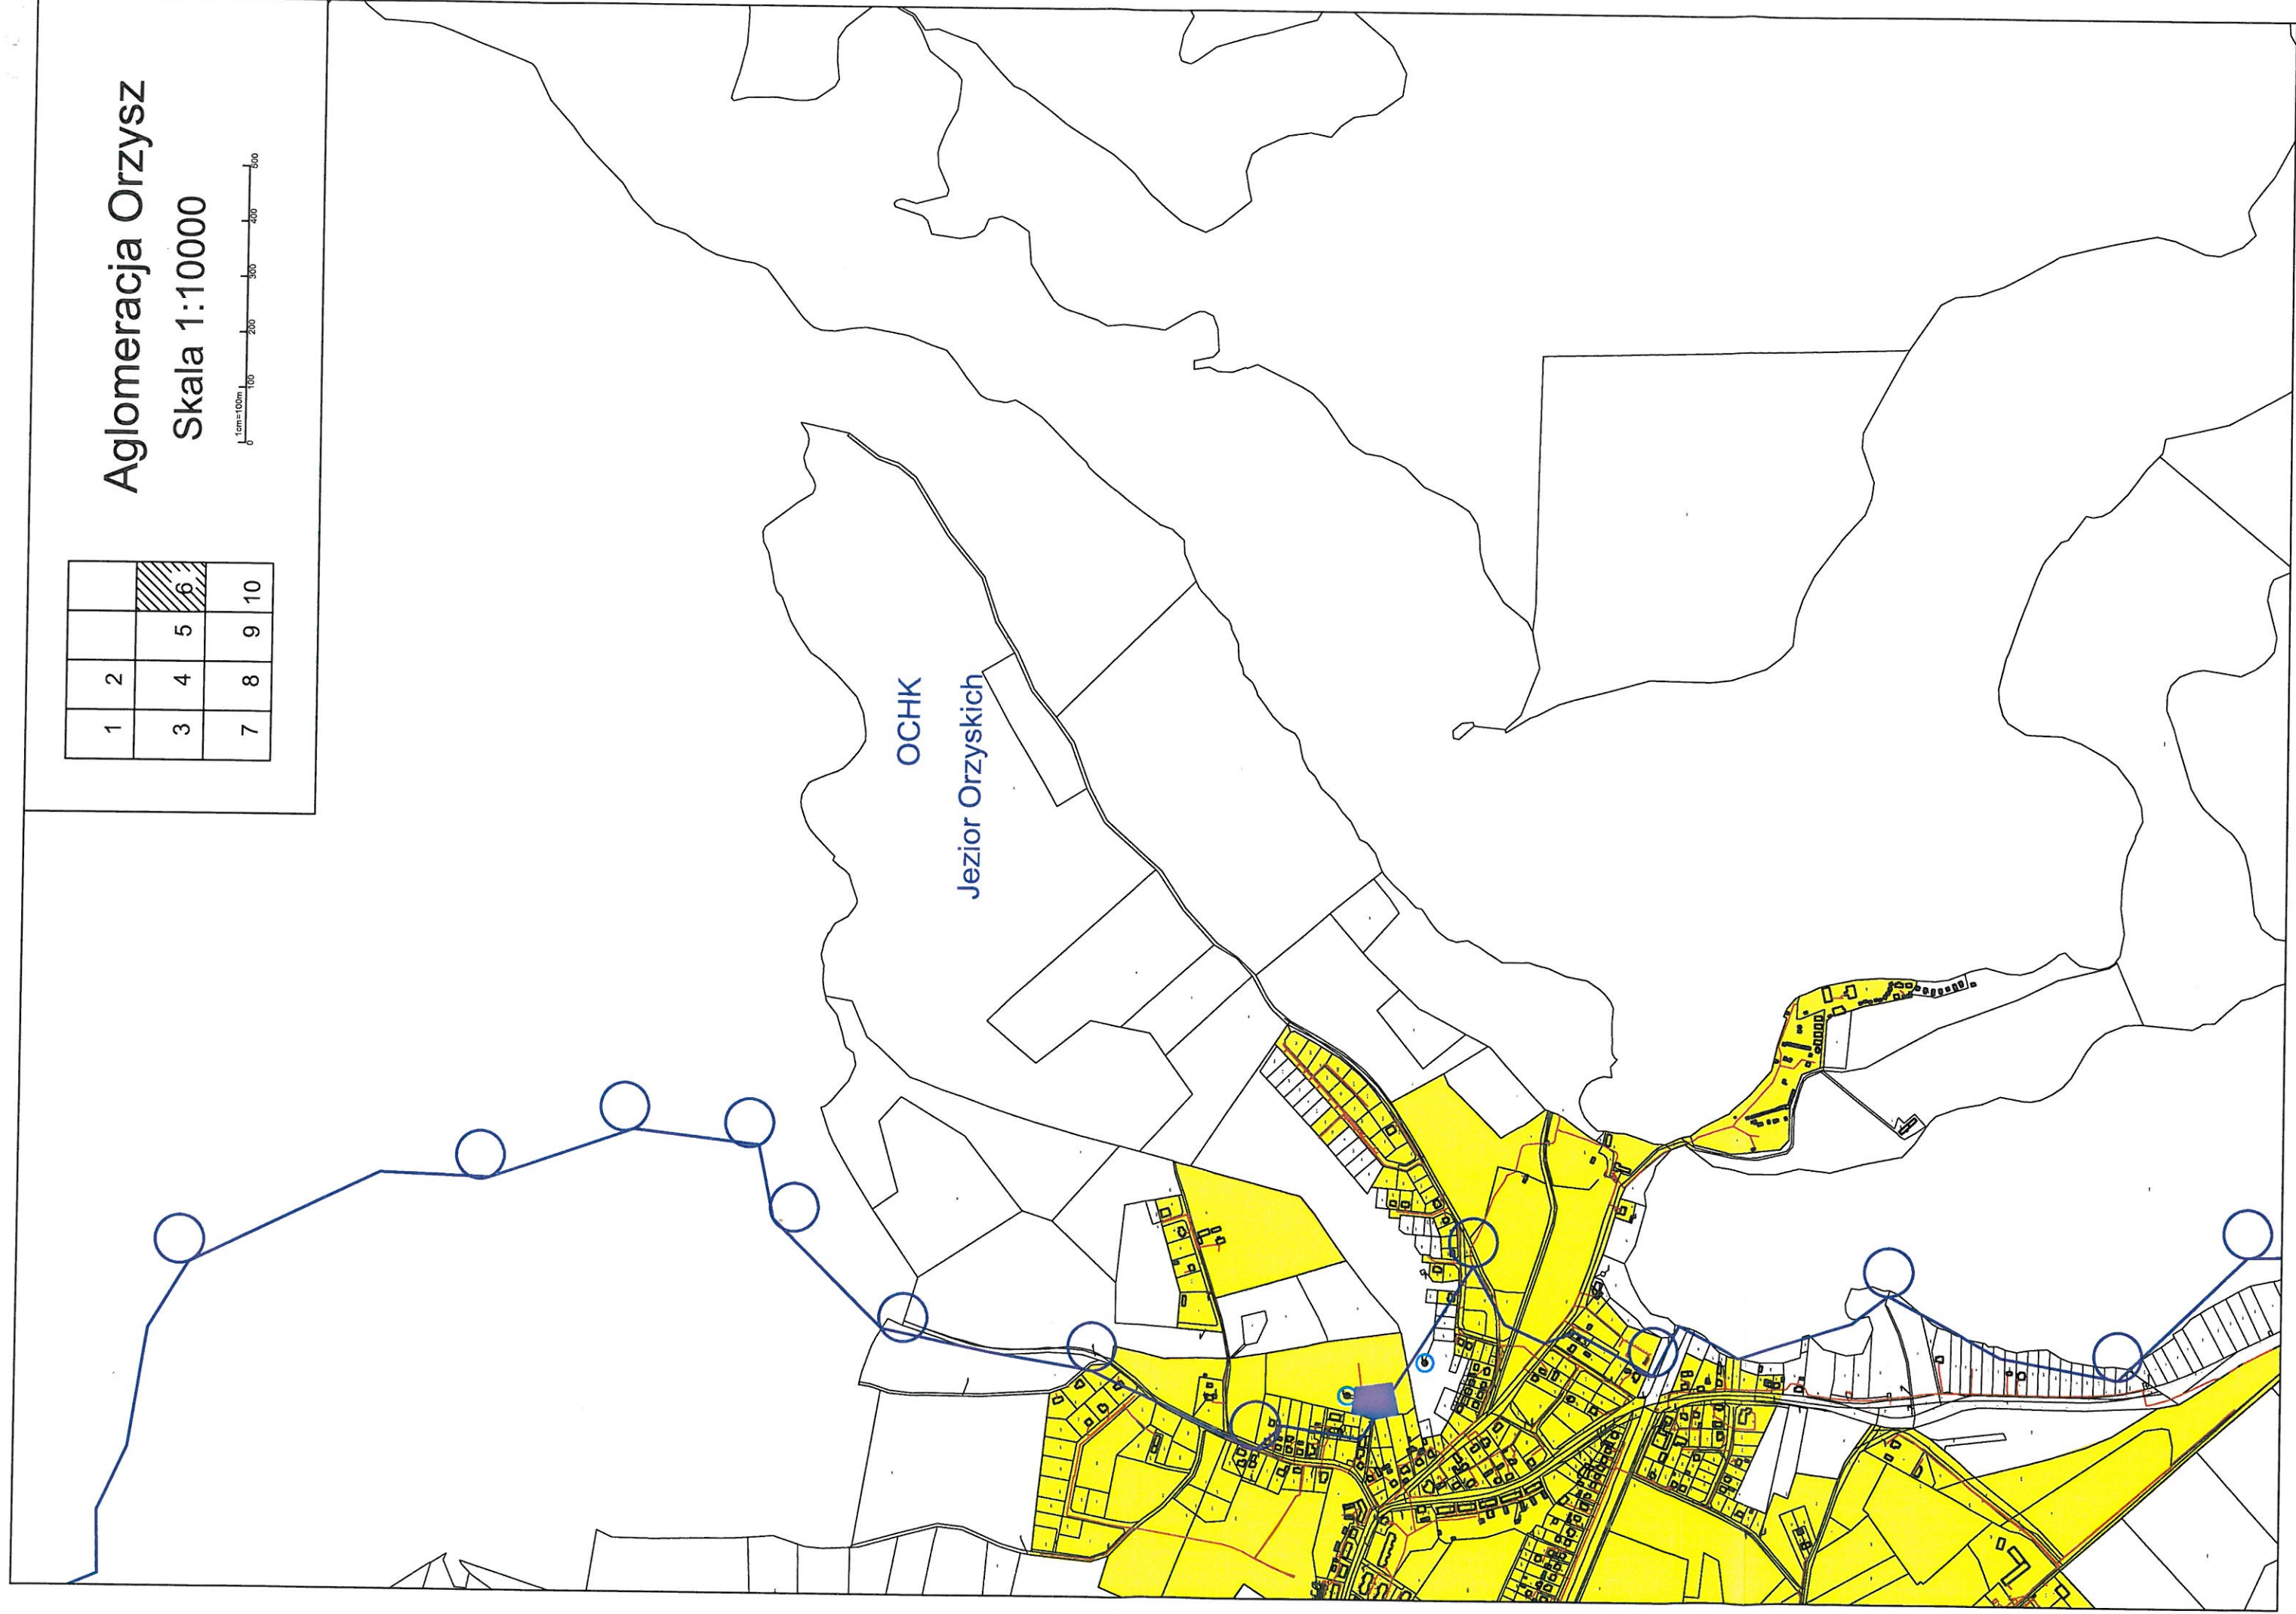 Aglomeracja Orzysz
Skala 1:10000
1cm=100m
0 100 200 300 400 500
1 2
3 4 5 6
7 8 9 10
OCHK
Jezior Orzyskich